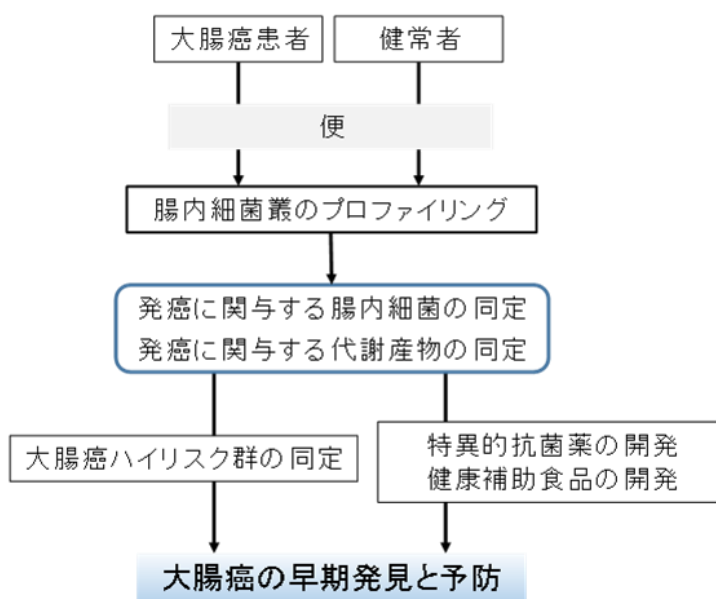 大腸癌患者
健常者
便
腸内細菌叢のプロファイリング
発癌に関与する腸内細菌の同定
発癌に関与する代謝産物の同定
大腸癌ハイリスク群の同定
特異的抗菌薬の開発
健康補助食品の開発
大腸癌の早期発見と予防